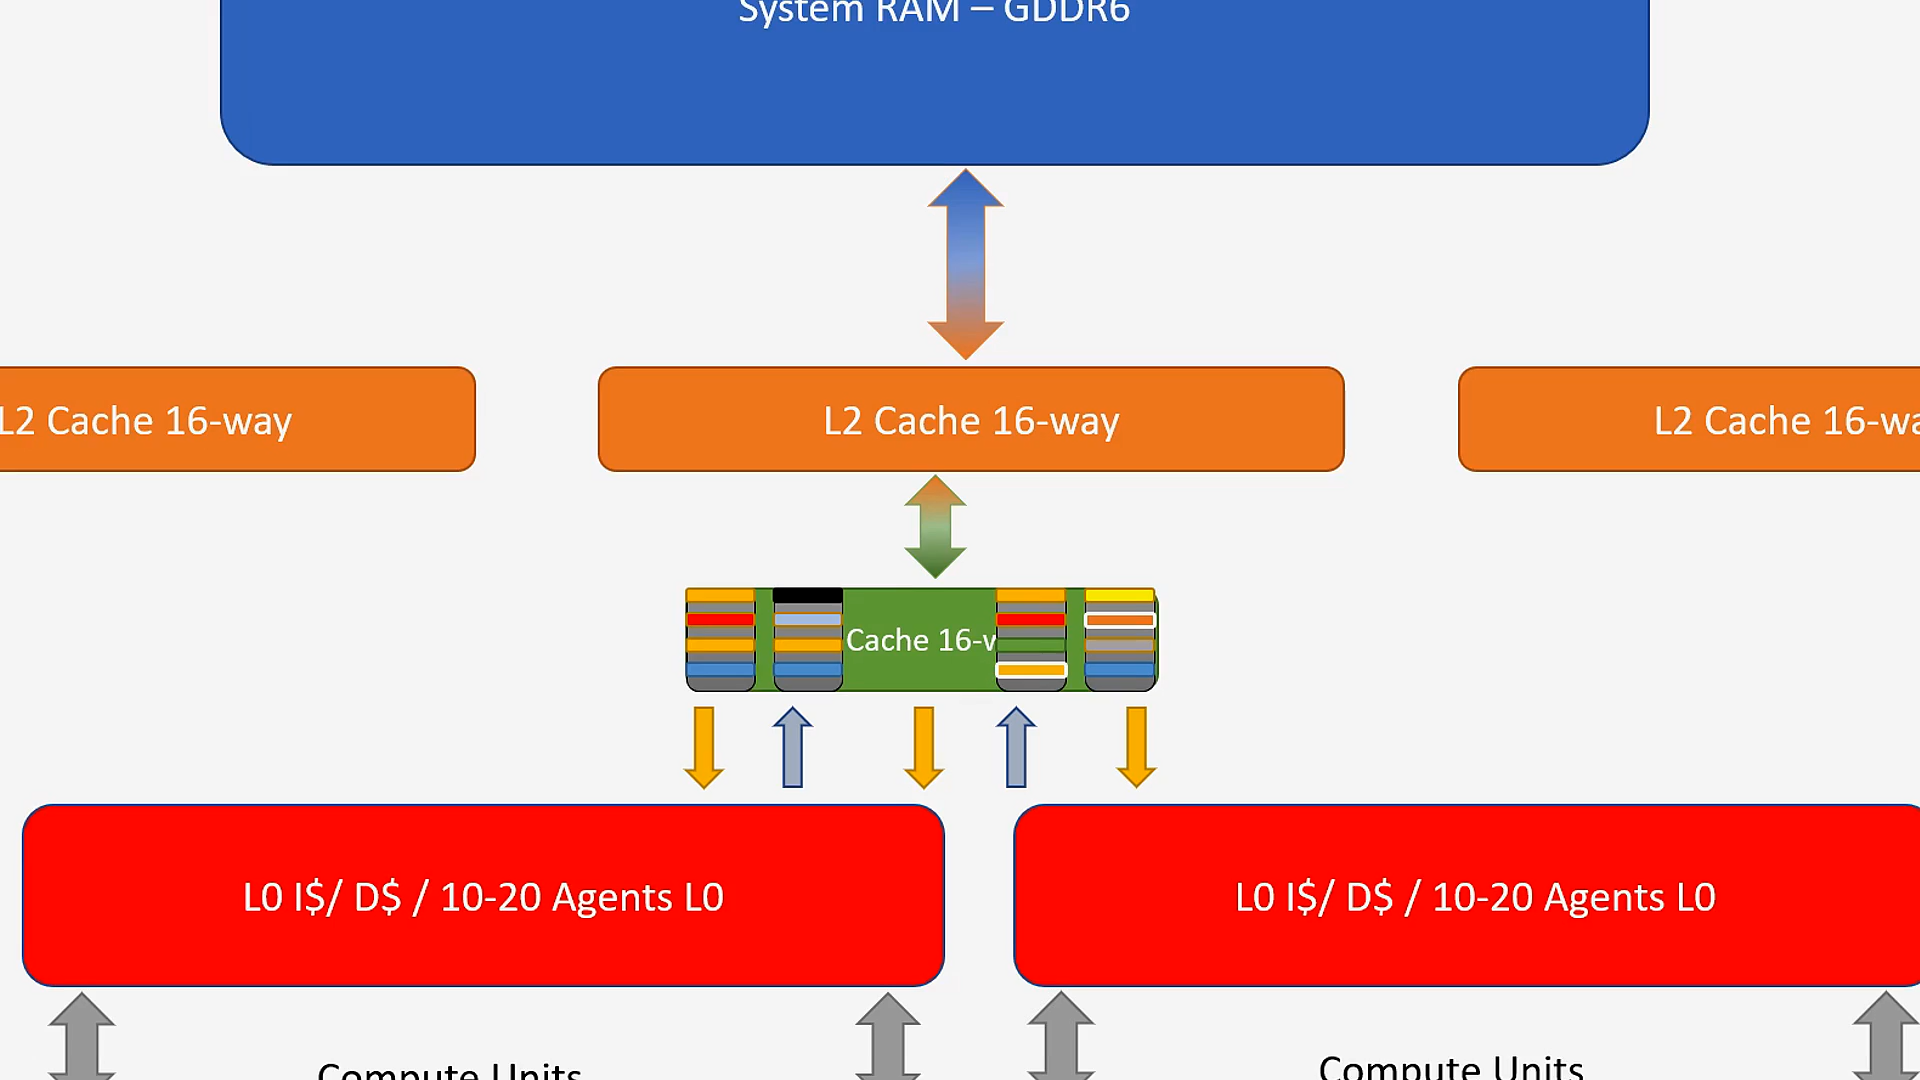 System RAM – GDDR6
L2 Cache 16-way
L2 Cache 16-way
L2 Cache 16-wa
Cache 16-w
L0 I$/ D$ / 10-20 Agents L0
L0 I$/ D$ / 10-20 Agents L0
Compute Units
Compute Units